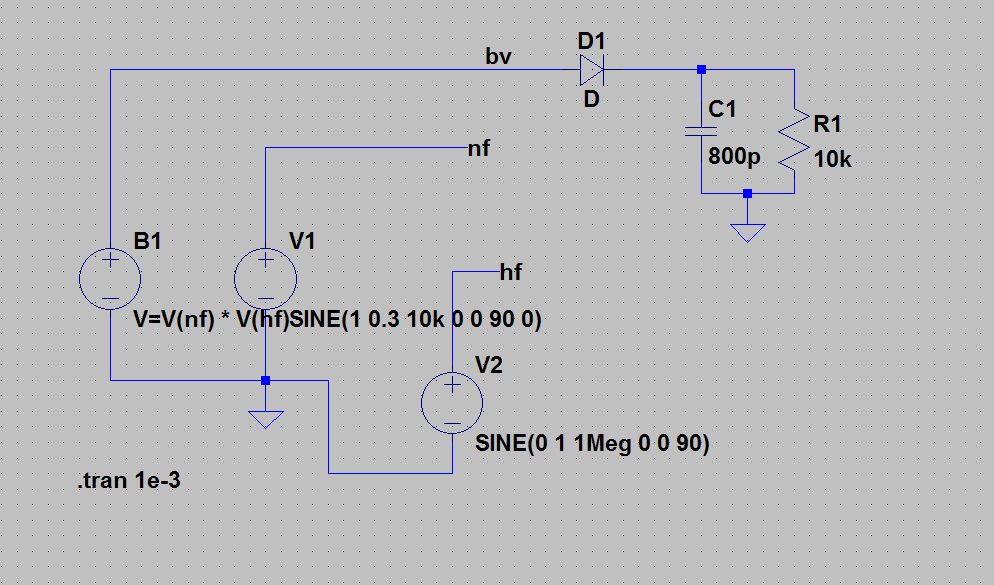 D1
bv
D
C1
R1
nf
800p
10k
B1
V1
hf
V=V(nf) * V(hf)
SINE(1 0.3 10k 0 0 90 0)
V2
SINE(0 1 1Meg 0 0 90)
.tran 1e-3